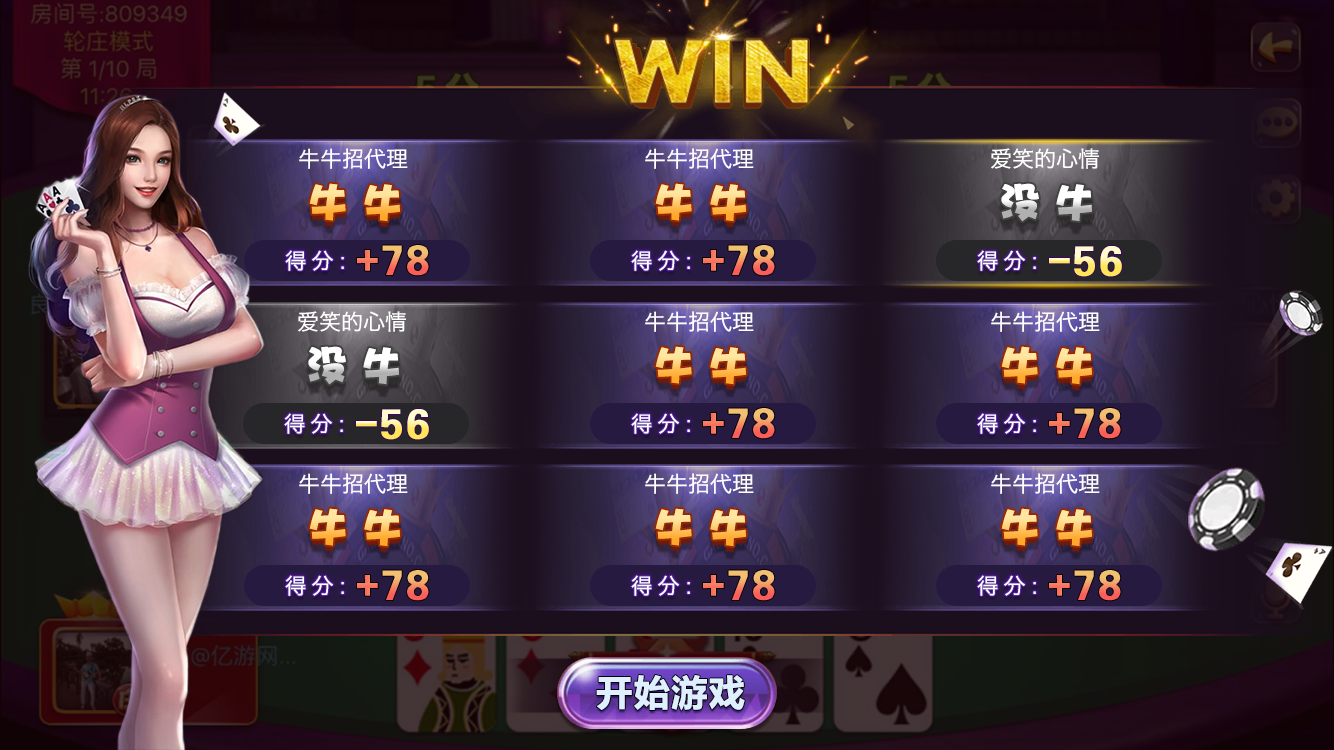 房间号:809349
轮庄模式
第 1/10 局
WIN
牛牛招代理
牛牛
得分: +78
牛牛招代理
牛牛
得分: +78
爱笑的心情
没牛
得分: -56
爱笑的心情
没牛
得分: -56
牛牛招代理
牛牛
得分: +78
牛牛招代理
牛牛
得分: +78
牛牛招代理
牛牛
得分: +78
牛牛招代理
牛牛
得分: +78
牛牛招代理
牛牛
得分: +78
@亿游网...
开始游戏